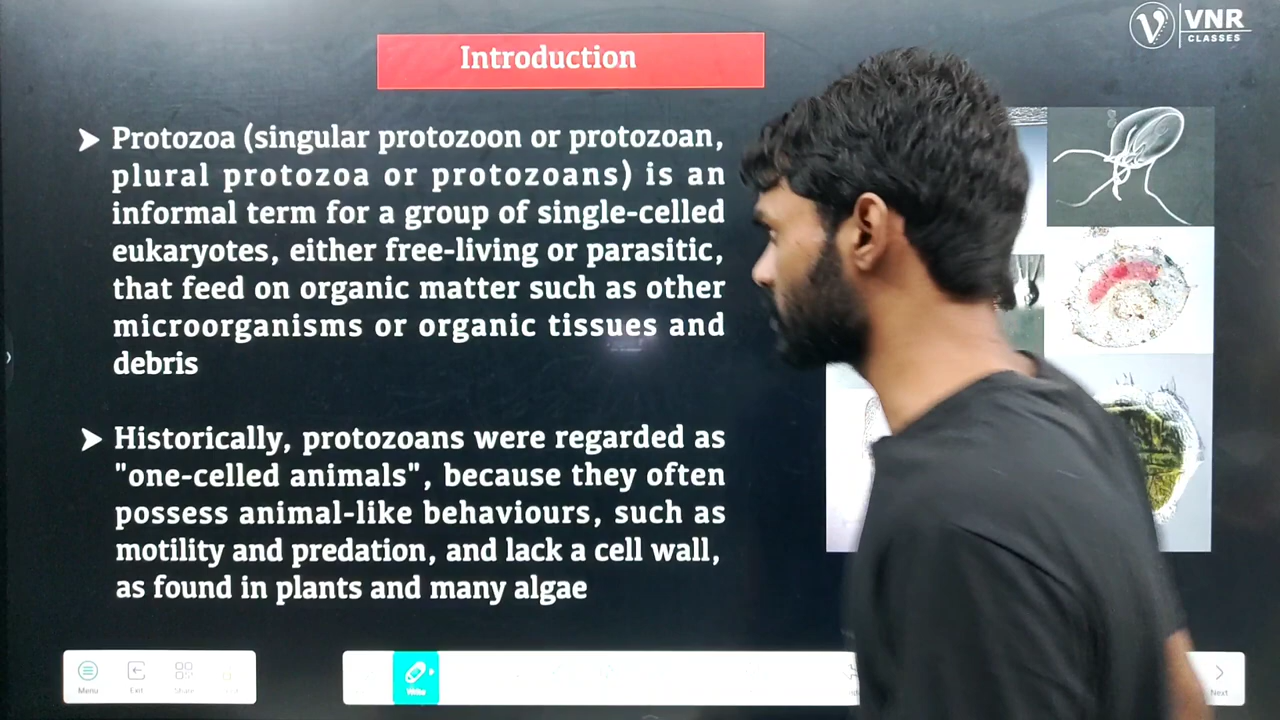 VNR
CLASSES
Introduction
Protozoa (singular protozoon or protozoan,
plural protozoa or protozoans) is an
informal term for a group of single-celled
eukaryotes, either free-living or parasitic,
that feed on organic matter such as other
microorganisms or organic tissues and
debris
Historically, protozoans were regarded as
"one-celled animals", because they often
possess animal-like behaviours, such as
motility and predation, and lack a cell wall,
as found in plants and many algae
Menu
Exit
Share
Write
Next